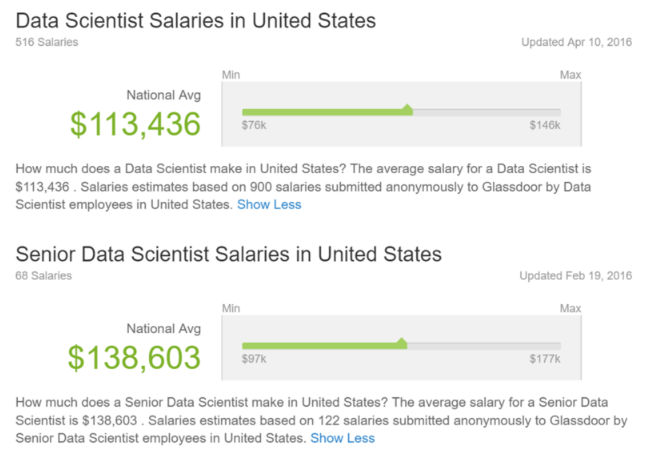 Data Scientist Salaries in United States
516 Salaries
Updated Apr 10, 2016
Min
Max
National Avg
$113,436
$76k
$146k
How much does a Data Scientist make in United States? The average salary for a Data Scientist is
$113,436 . Salaries estimates based on 900 salaries submitted anonymously to Glassdoor by Data
Scientist employees in United States. Show Less
Senior Data Scientist Salaries in United States
68 Salaries
Updated Feb 19, 2016
Min
Max
National Avg
$138,603
$97k
$177k
How much does a Senior Data Scientist make in United States? The average salary for a Senior Data
Scientist is $138,603 . Salaries estimates based on 122 salaries submitted anonymously to Glassdoor by
Senior Data Scientist employees in United States. Show Less